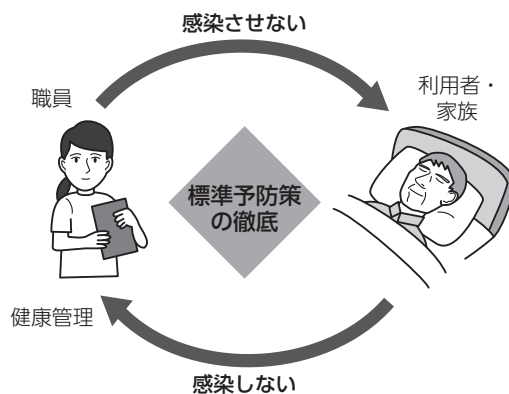 感染させない
職員
利用者・
家族
標準予防策
の徹底
健康管理
感染しない